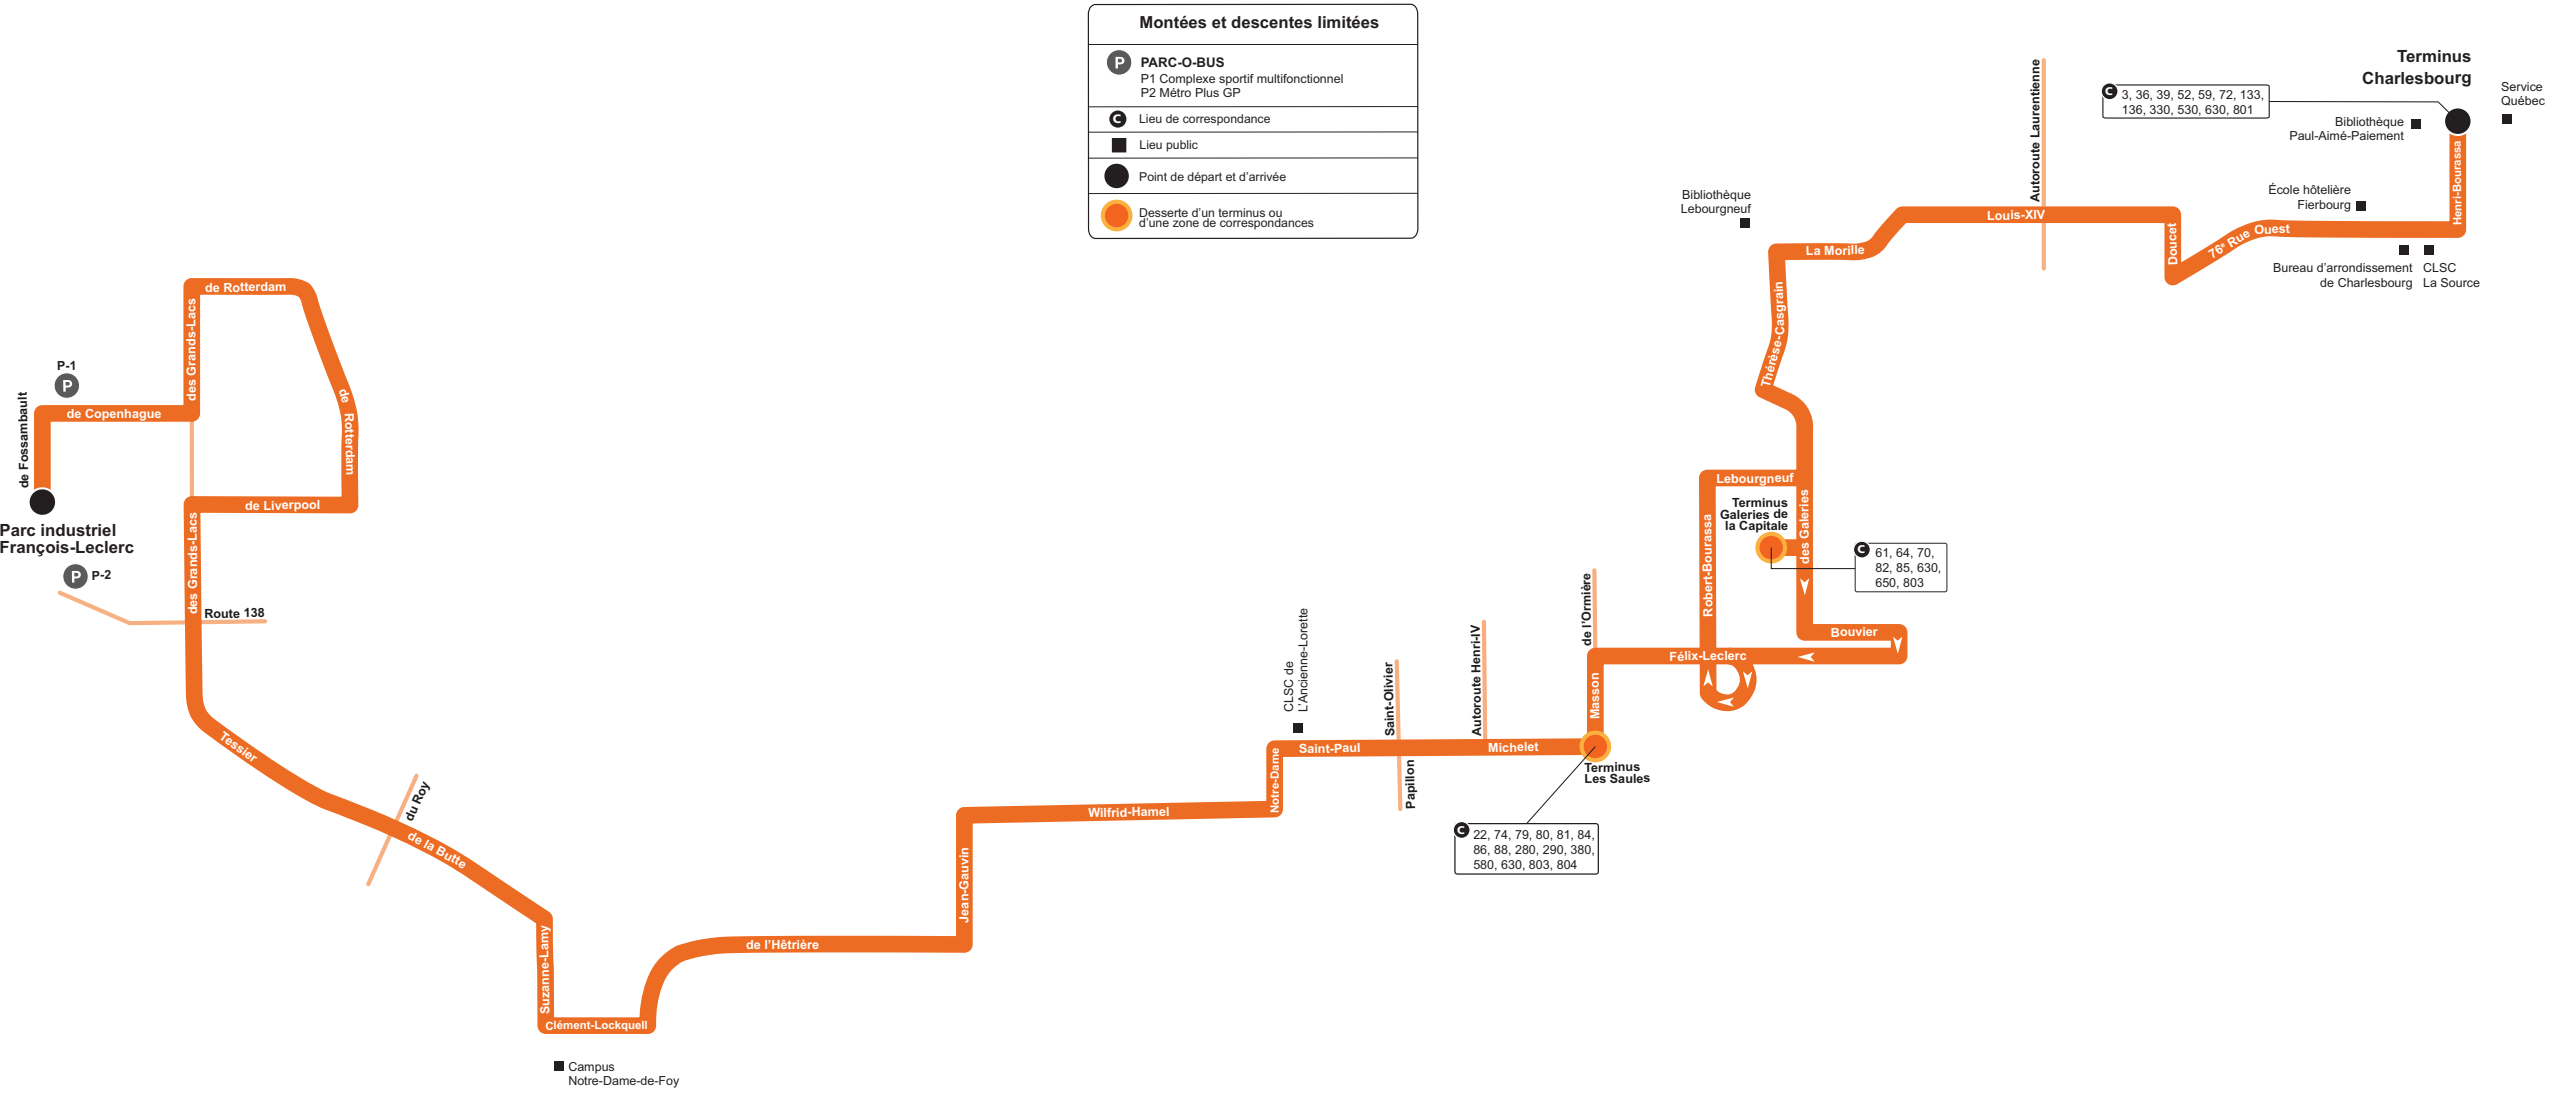 Montées et descentes limitées
P
PARC-O-BUS
P1 Complexe sportif multifonctionnel
P2 Métro Plus GP
C
Lieu de correspondance
Lieu public
Point de départ et d'arrivée
Desserte d'un terminus ou
d'une zone de correspondances
Terminus
Charlesbourg
Service
Québec
C
3, 36, 39, 52, 59, 72, 133,
136, 330, 530, 630, 801
Bibliothèque
Paul-Aimé-Paiement
Henri-Bourassa
École hôtelière
Fierbourg
Bureau d'arrondissement
de Charlesbourg
CLSC
La Source
76e Rue Ouest
Doucet
Louis-XIV
Autoroute Laurentienne
La Morille
Bibliothèque
Lebourgneuf
Thérèse-Casgrain
Lebourgneuf
Terminus
Galeries de
la Capitale
des Galeries
Robert-Bourassa
C
61, 64, 70,
82, 85, 630,
650, 803
Bouvier
Félix-Leclerc
de l'Ormière
Masson
Terminus
Les Saules
C
22, 74, 79, 80, 81, 84,
86, 88, 280, 290, 380,
580, 630, 803, 804
Michelet
Autoroute Henri-IV
Saint-Olivier
Papillon
Saint-Paul
CLSC de
L'Ancienne-Lorette
Notre-Dame
Wilfrid-Hamel
Jean-Gauvin
de l'Hêtrière
Clément-Lockquell
Campus
Notre-Dame-de-Foy
Suzanne-Lamy
de la Butte
du Roy
Tessier
Route 138
des Grands-Lacs
de Liverpool
de Rotterdam
de Rotterdam
des Grands-Lacs
de Copenhague
P-1
P
de Fossambault
Parc industriel
François-Leclerc
P
P-2